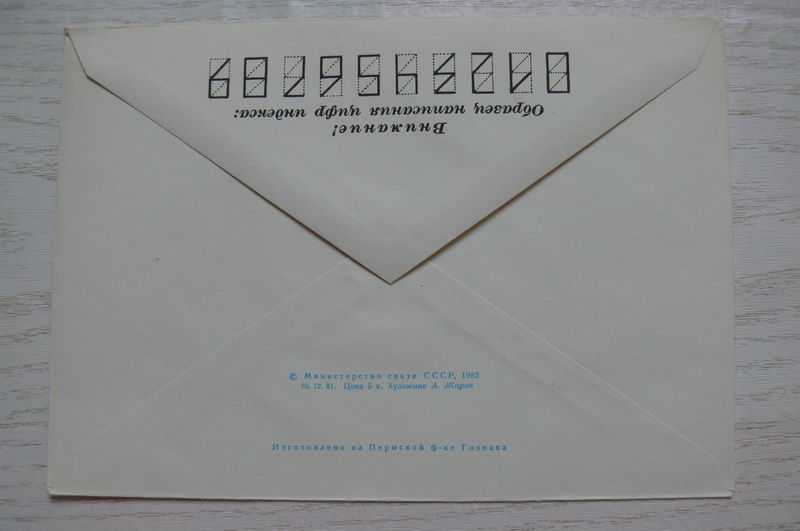 Внимание!
Образец написания цифр индекса:
0123456789
© Министерство связи СССР, 1982
10.12.81. Цена 5 к. Художник А. Жаров
Изготовлено на Пермской ф-ке Гознака